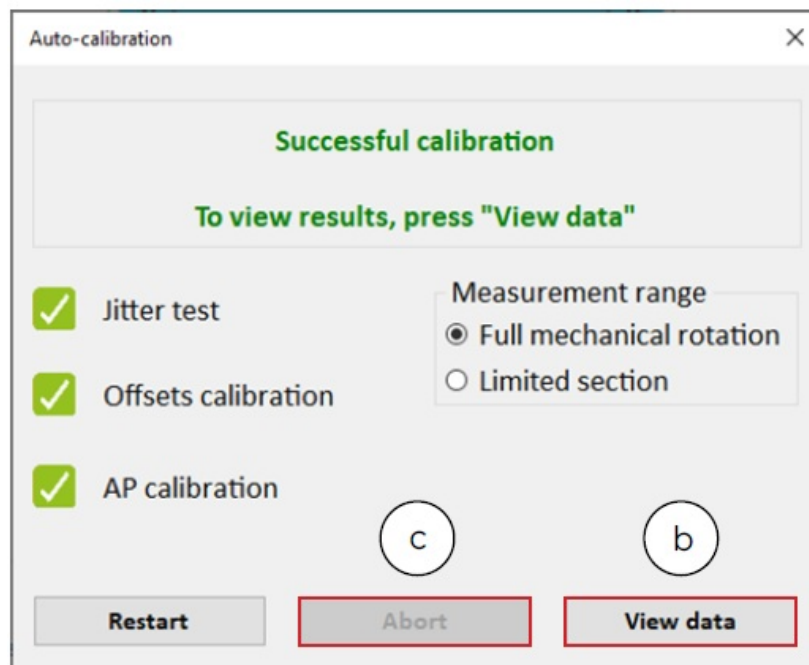 Auto-calibration
Successful calibration
To view results, press "View data"
Jitter test
Offsets calibration
AP calibration
Measurement range
Full mechanical rotation
Limited section
c
b
Restart
Abort
View data